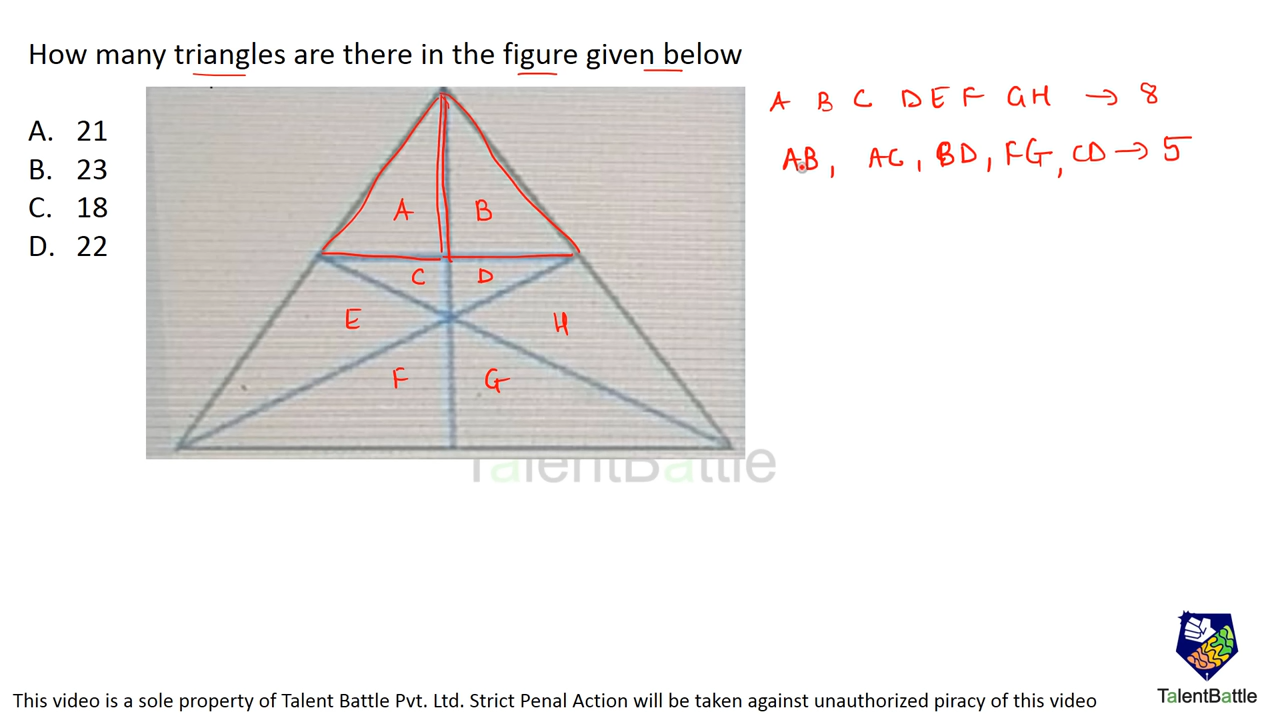 How many triangles are there in the figure given below
A. 21
B. 23
C. 18
D. 22
A B C D E F G H → 8
AB, AC, BD, FG, CD → 5
A B
C D
E H
F G
TalentBattle
TalentBattle
This video is a sole property of Talent Battle Pvt. Ltd. Strict Penal Action will be taken against unauthorized piracy of this video